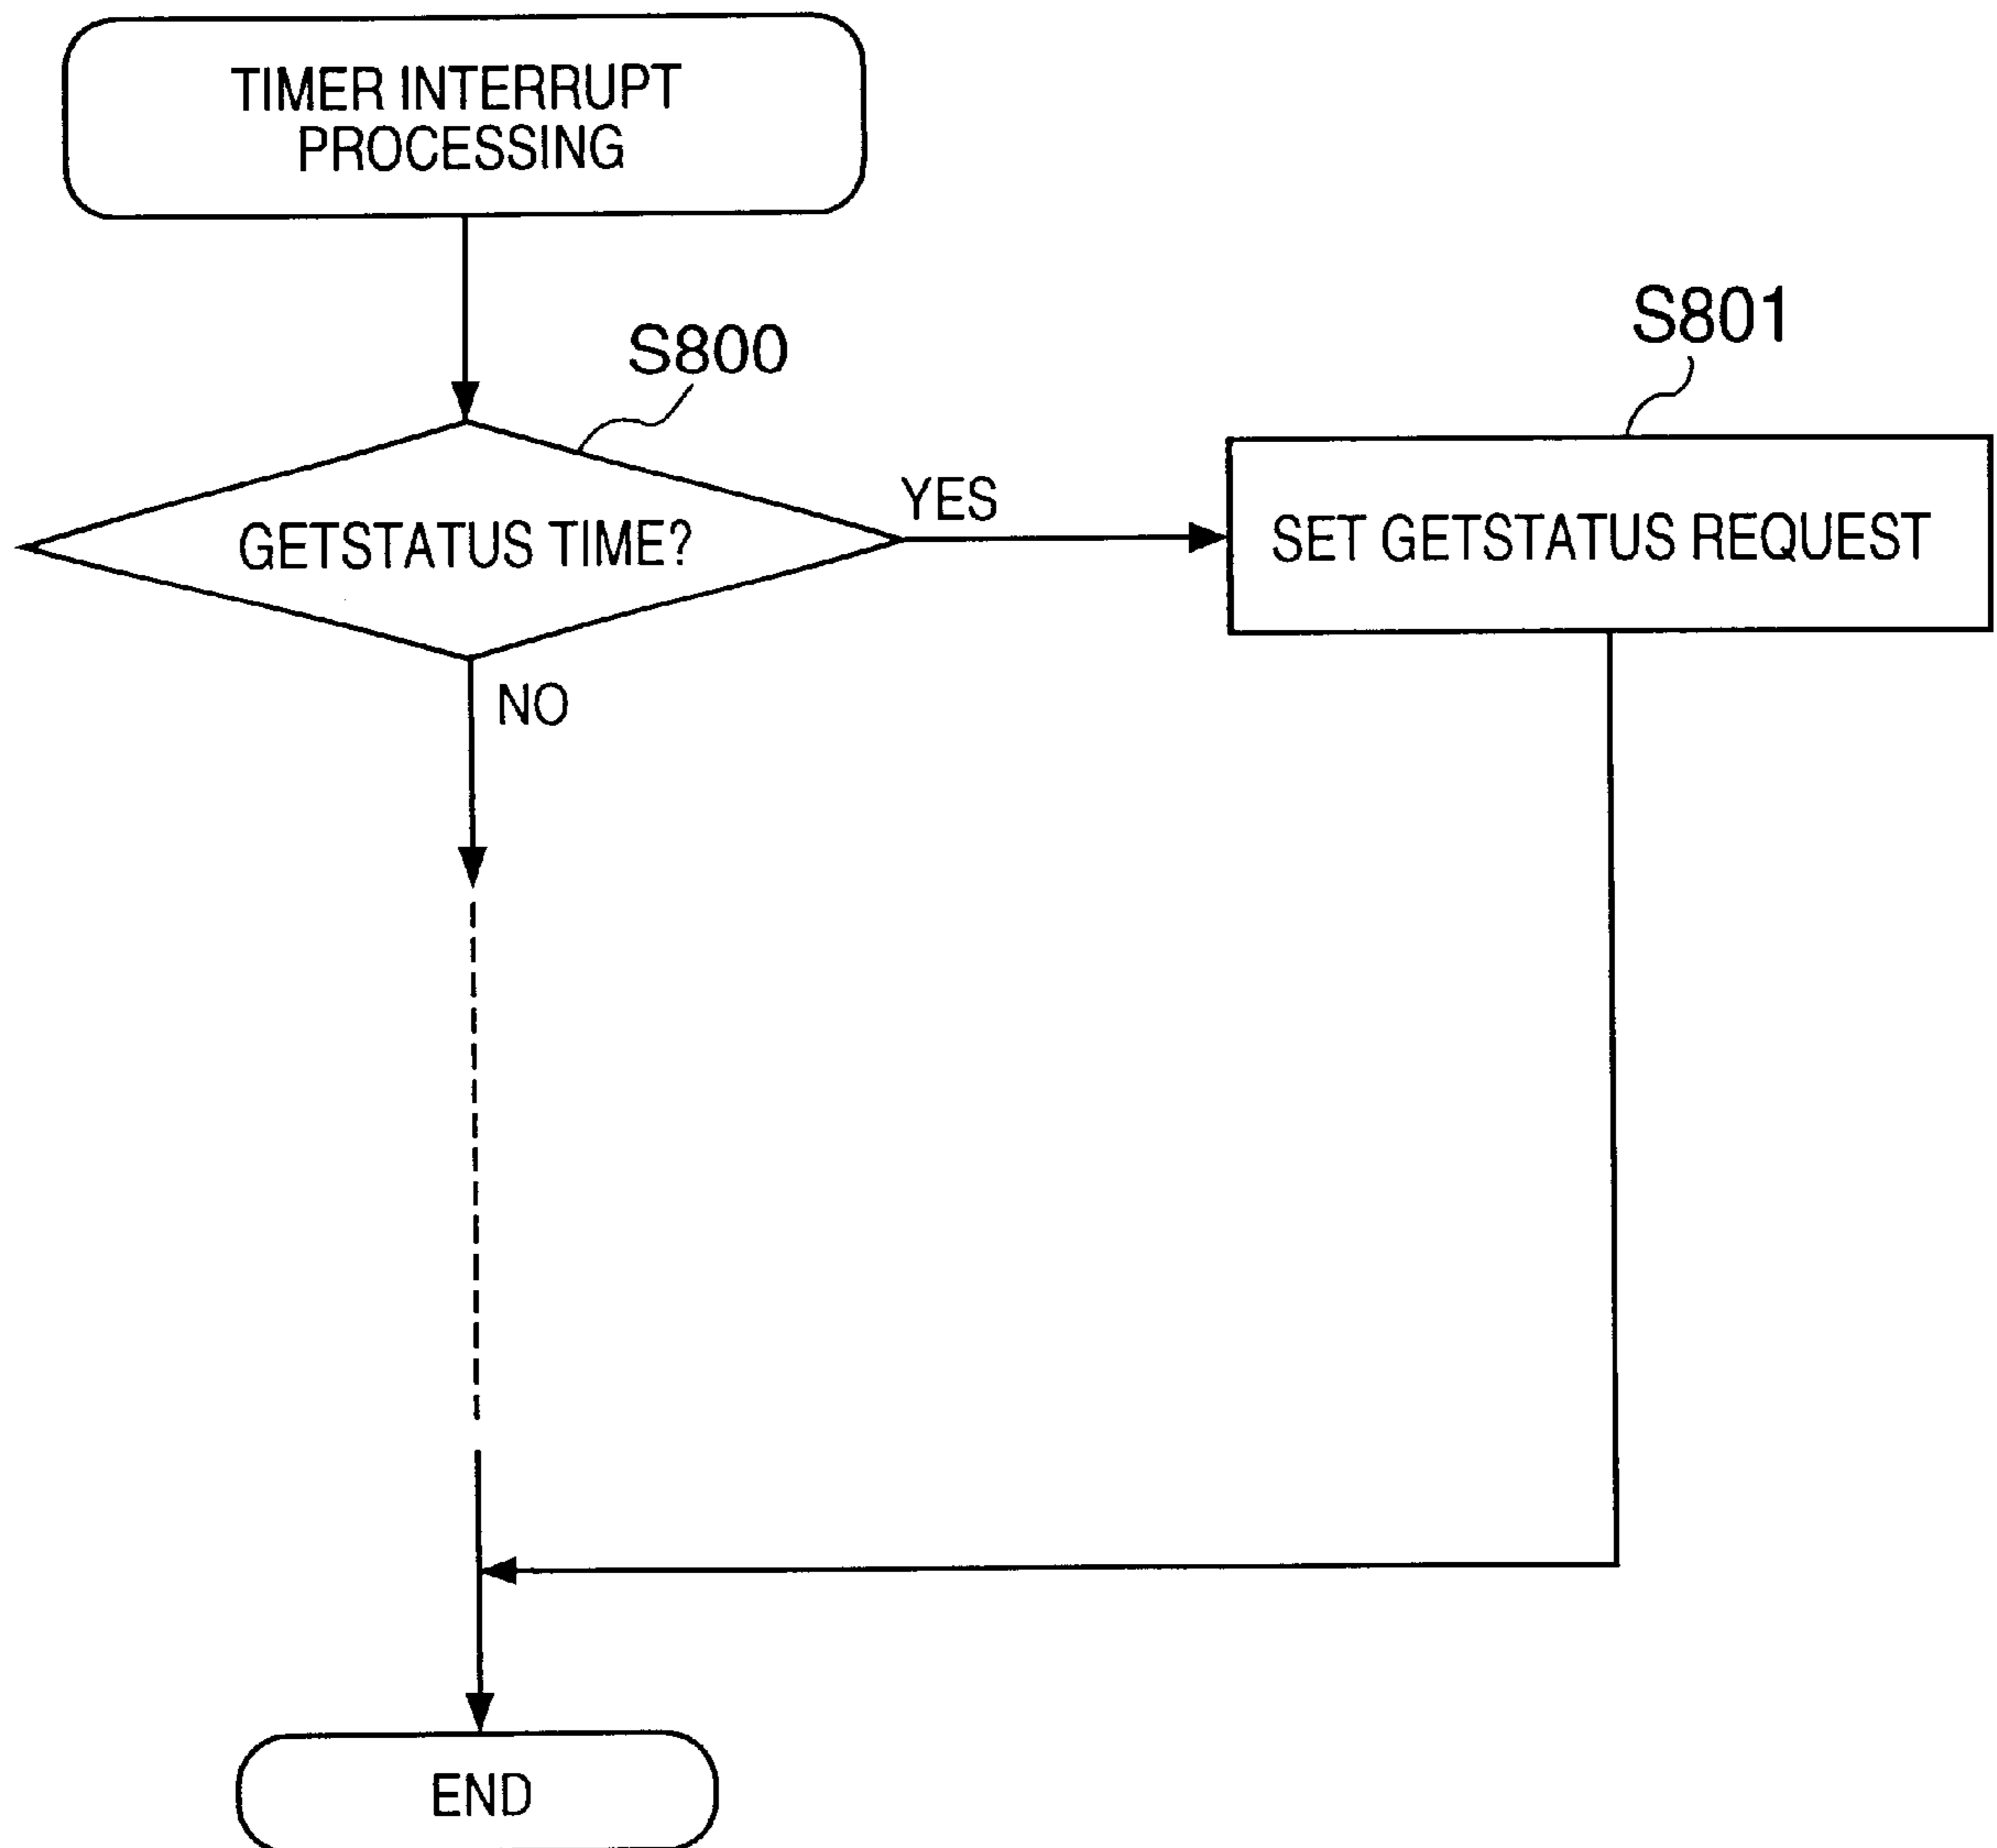 TIMER INTERRUPT
PROCESSING
S800
S801
GETSTATUS TIME?
YES
SET GETSTATUS REQUEST
NO
END